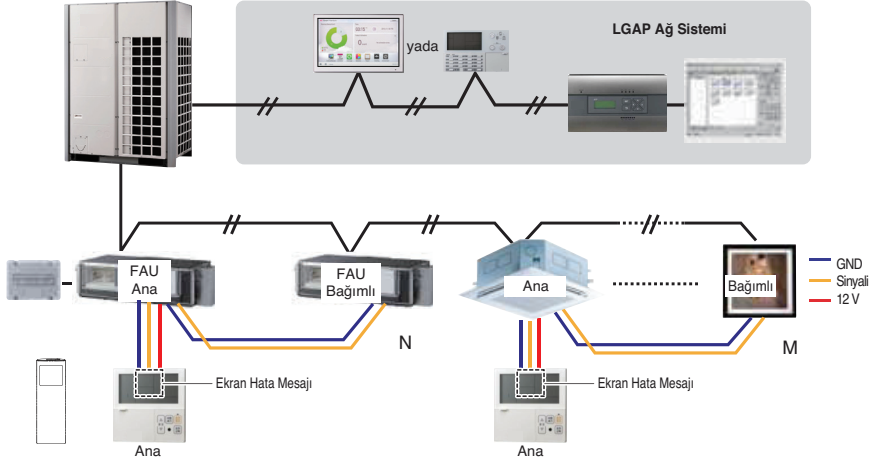 LGAP Ağ Sistemi
yada
FAU
Ana
FAU
Bağımlı
Ana
Bağımlı
GND
Sinyali
12 V
N
M
Ekran Hata Mesajı
Ekran Hata Mesajı
Ana
Ana